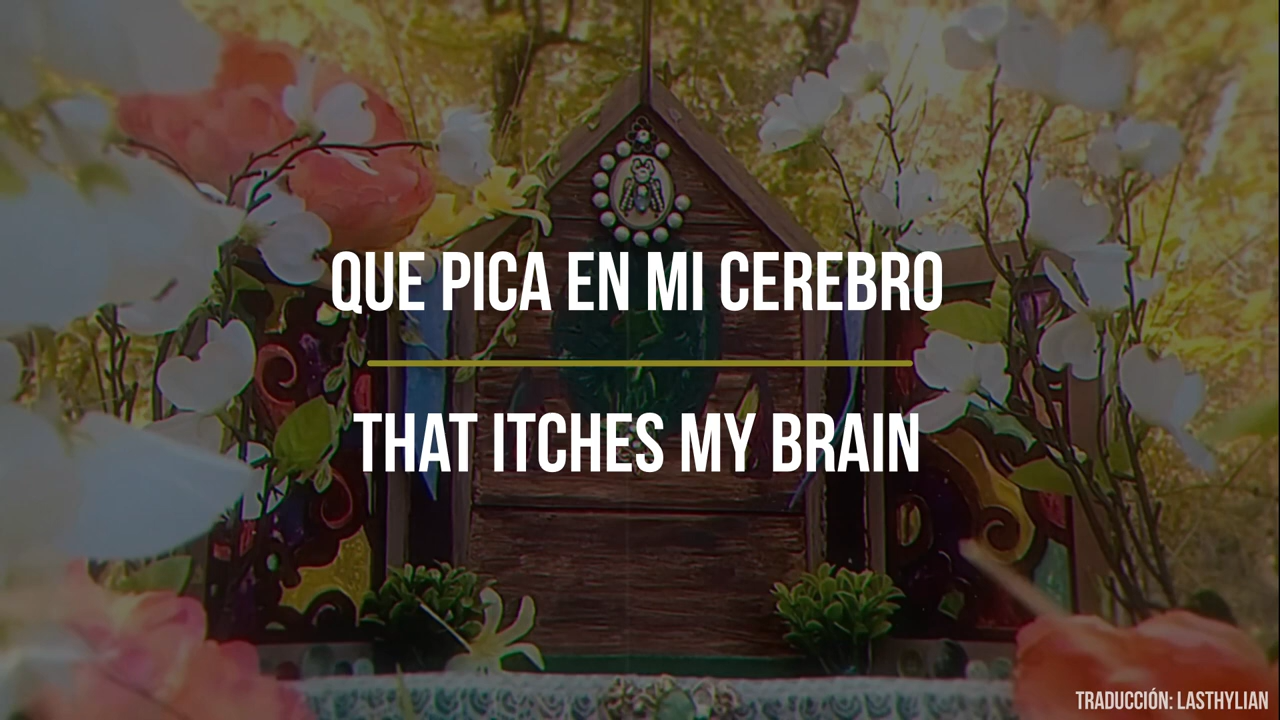 QUE PICA EN MI CEREBRO
THAT ITCHES MY BRAIN
TRADUCCIÓN: LASTHYLIAN